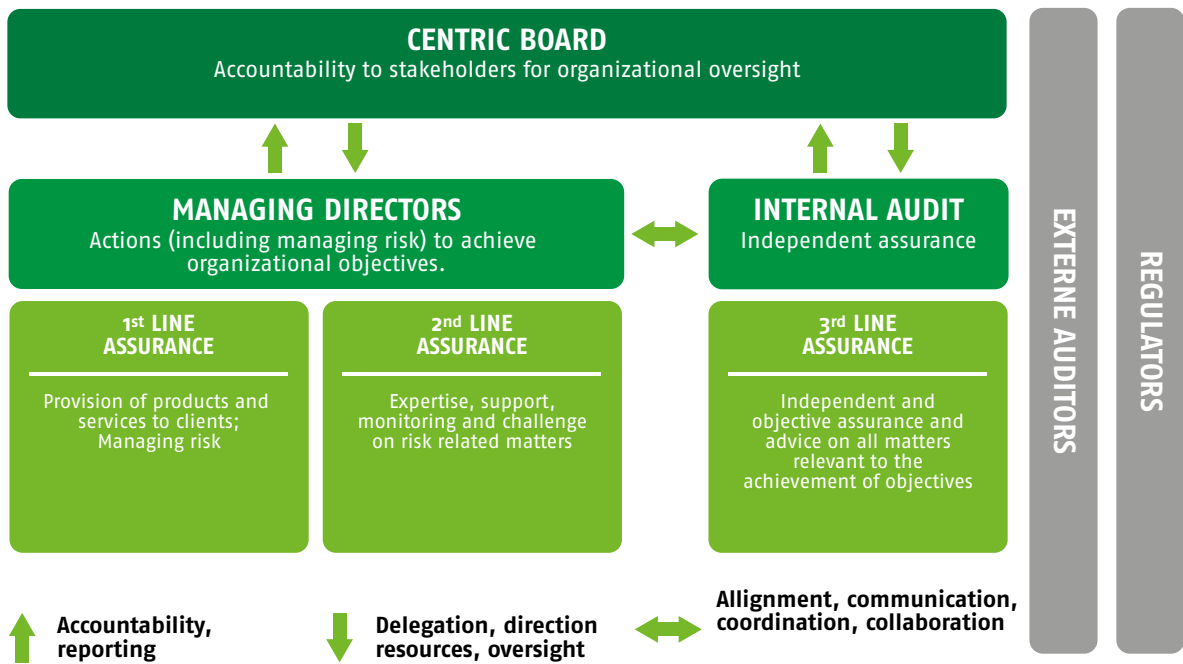 CENTRIC BOARD
Accountability to stakeholders for organizational oversight
MANAGING DIRECTORS
Actions (including managing risk) to achieve
organizational objectives.
INTERNAL AUDIT
Independent assurance
1st LINE
ASSURANCE
Provision of products and
services to clients;
Managing risk
2nd LINE
ASSURANCE
Expertise, support,
monitoring and challenge
on risk related matters
3rd LINE
ASSURANCE
Independent and
objective assurance and
advice on all matters
relevant to the
achievement of objectives
EXTERNE AUDITORS
REGULATORS
Accountability,
reporting
Delegation, direction
resources, oversight
Allignment, communication,
coordination, collaboration